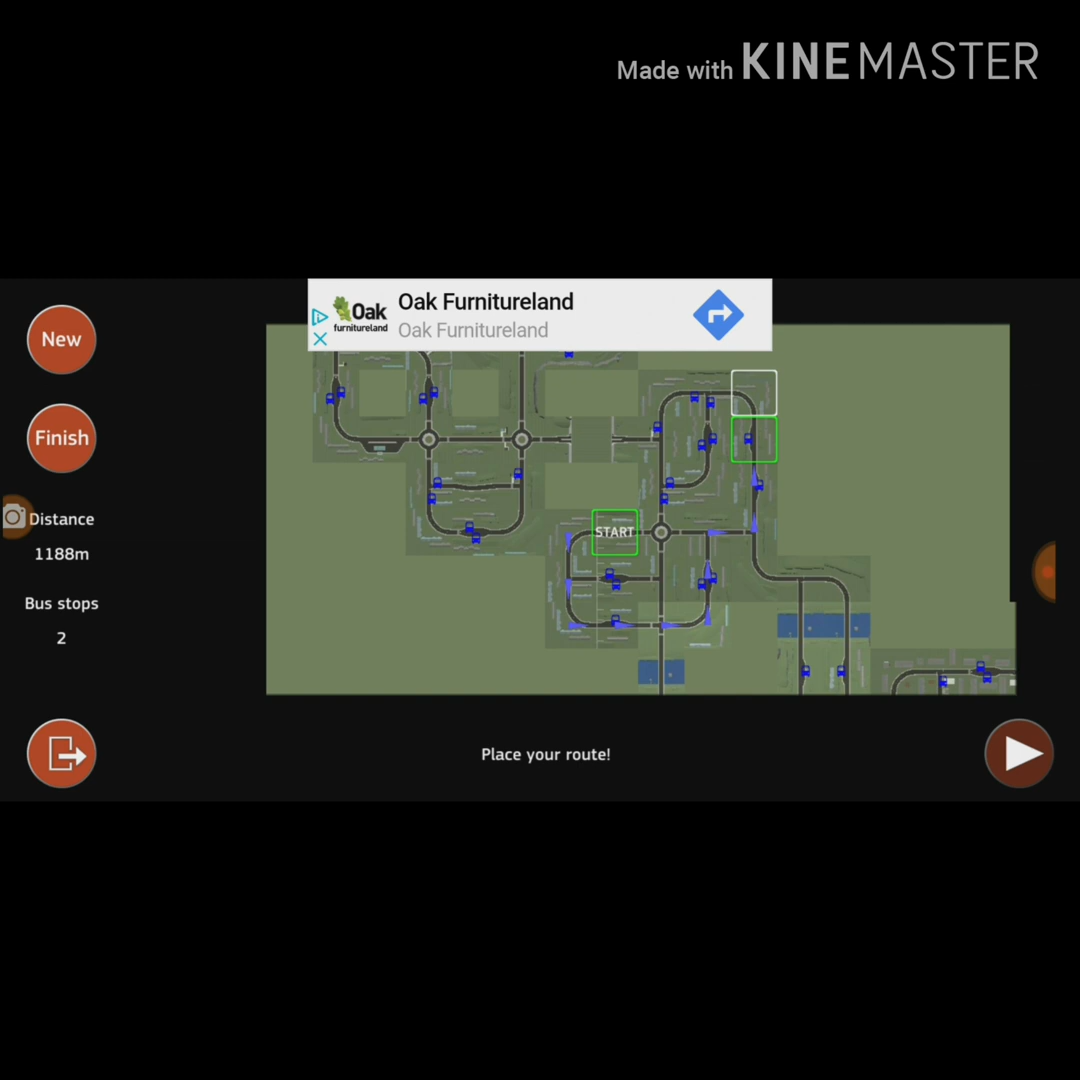 Made with KINEMASTER
Oak
furnitureland
Oak Furnitureland
Oak Furnitureland
New
Finish
Distance
1188m
Bus stops
2
START
Place your route!